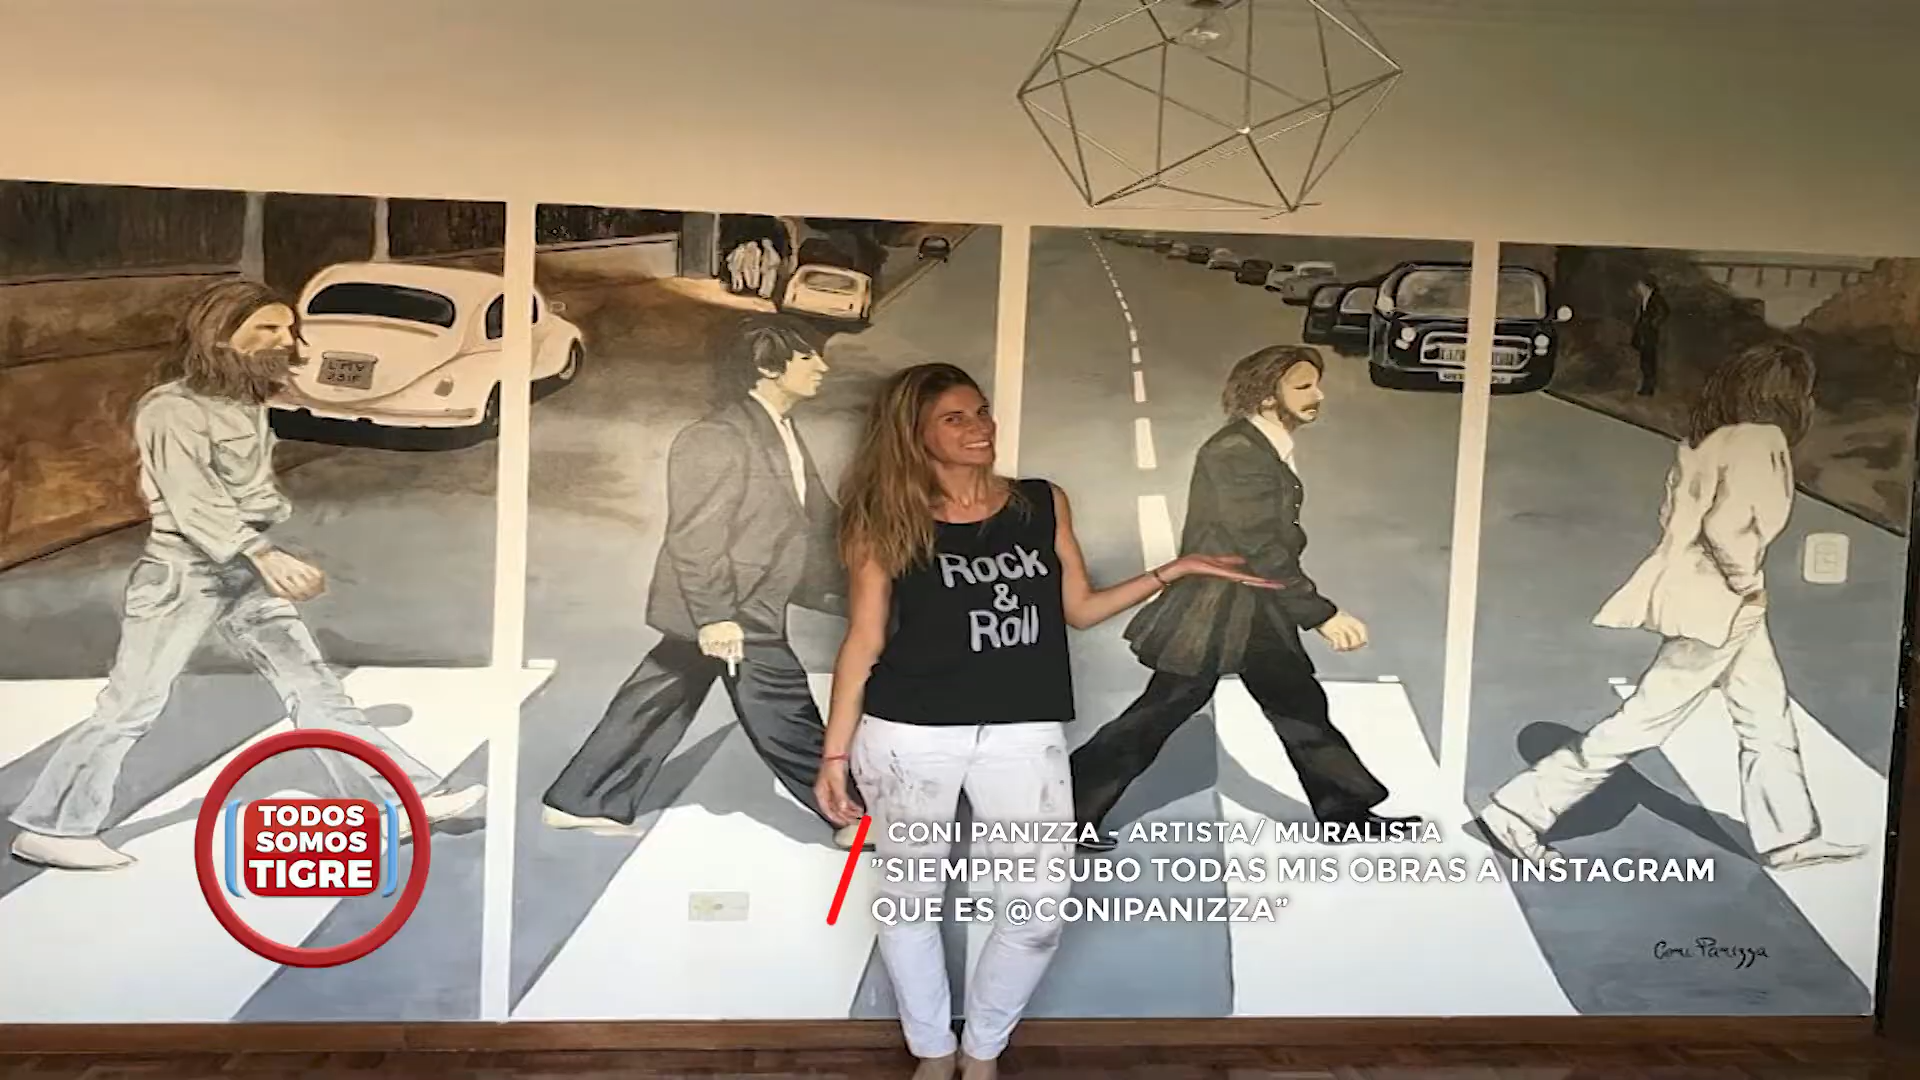 LMV
281F
Rock
&
Roll
TODOS
SOMOS
TIGRE
CONI PANIZZA - ARTISTA/ MURALISTA
"SIEMPRE SUBO TODAS MIS OBRAS A INSTAGRAM
QUE ES @CONIPANIZZA"
Coni Panizza